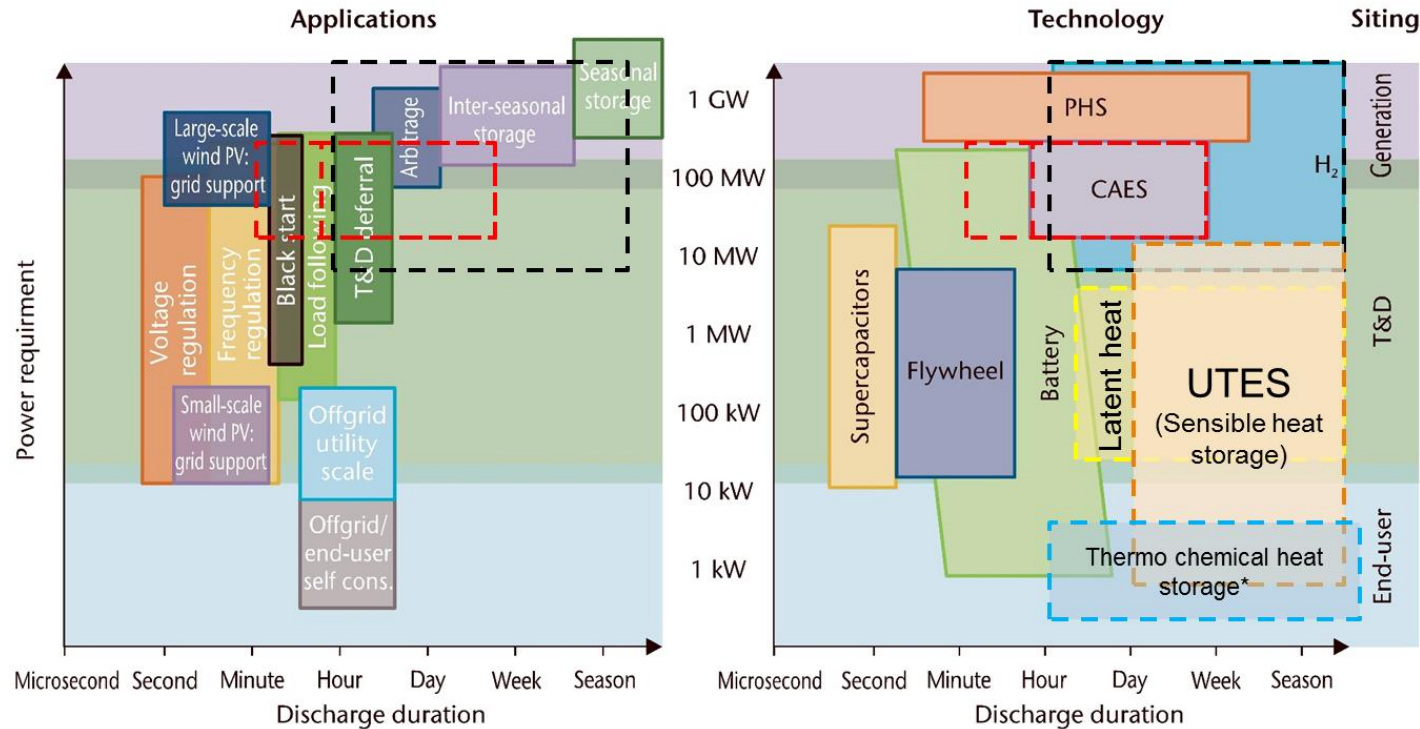 Applications
Technology
Siting
Power requirment
Large-scale
wind PV:
grid support
Voltage
regulation
Frequency
regulation
Small-scale
wind PV:
grid support
Black start
Load following
T&D deferral
Arbitrage
Inter-seasonal
storage
Seasonal
storage
Offgrid
utility
scale
Offgrid/
end-user
self cons.
Microsecond
Second
Minute
Hour
Day
Week
Season
Discharge duration
1 GW
100 MW
10 MW
1 MW
100 kW
10 kW
1 kW
PHS
CAES
H2
Supercapacitors
Flywheel
Battery
Latent heat
UTES
(Sensible heat
storage)
Thermo chemical heat
storage*
Microsecond
Second
Minute
Hour
Day
Week
Season
Discharge duration
Generation
T&D
End-user